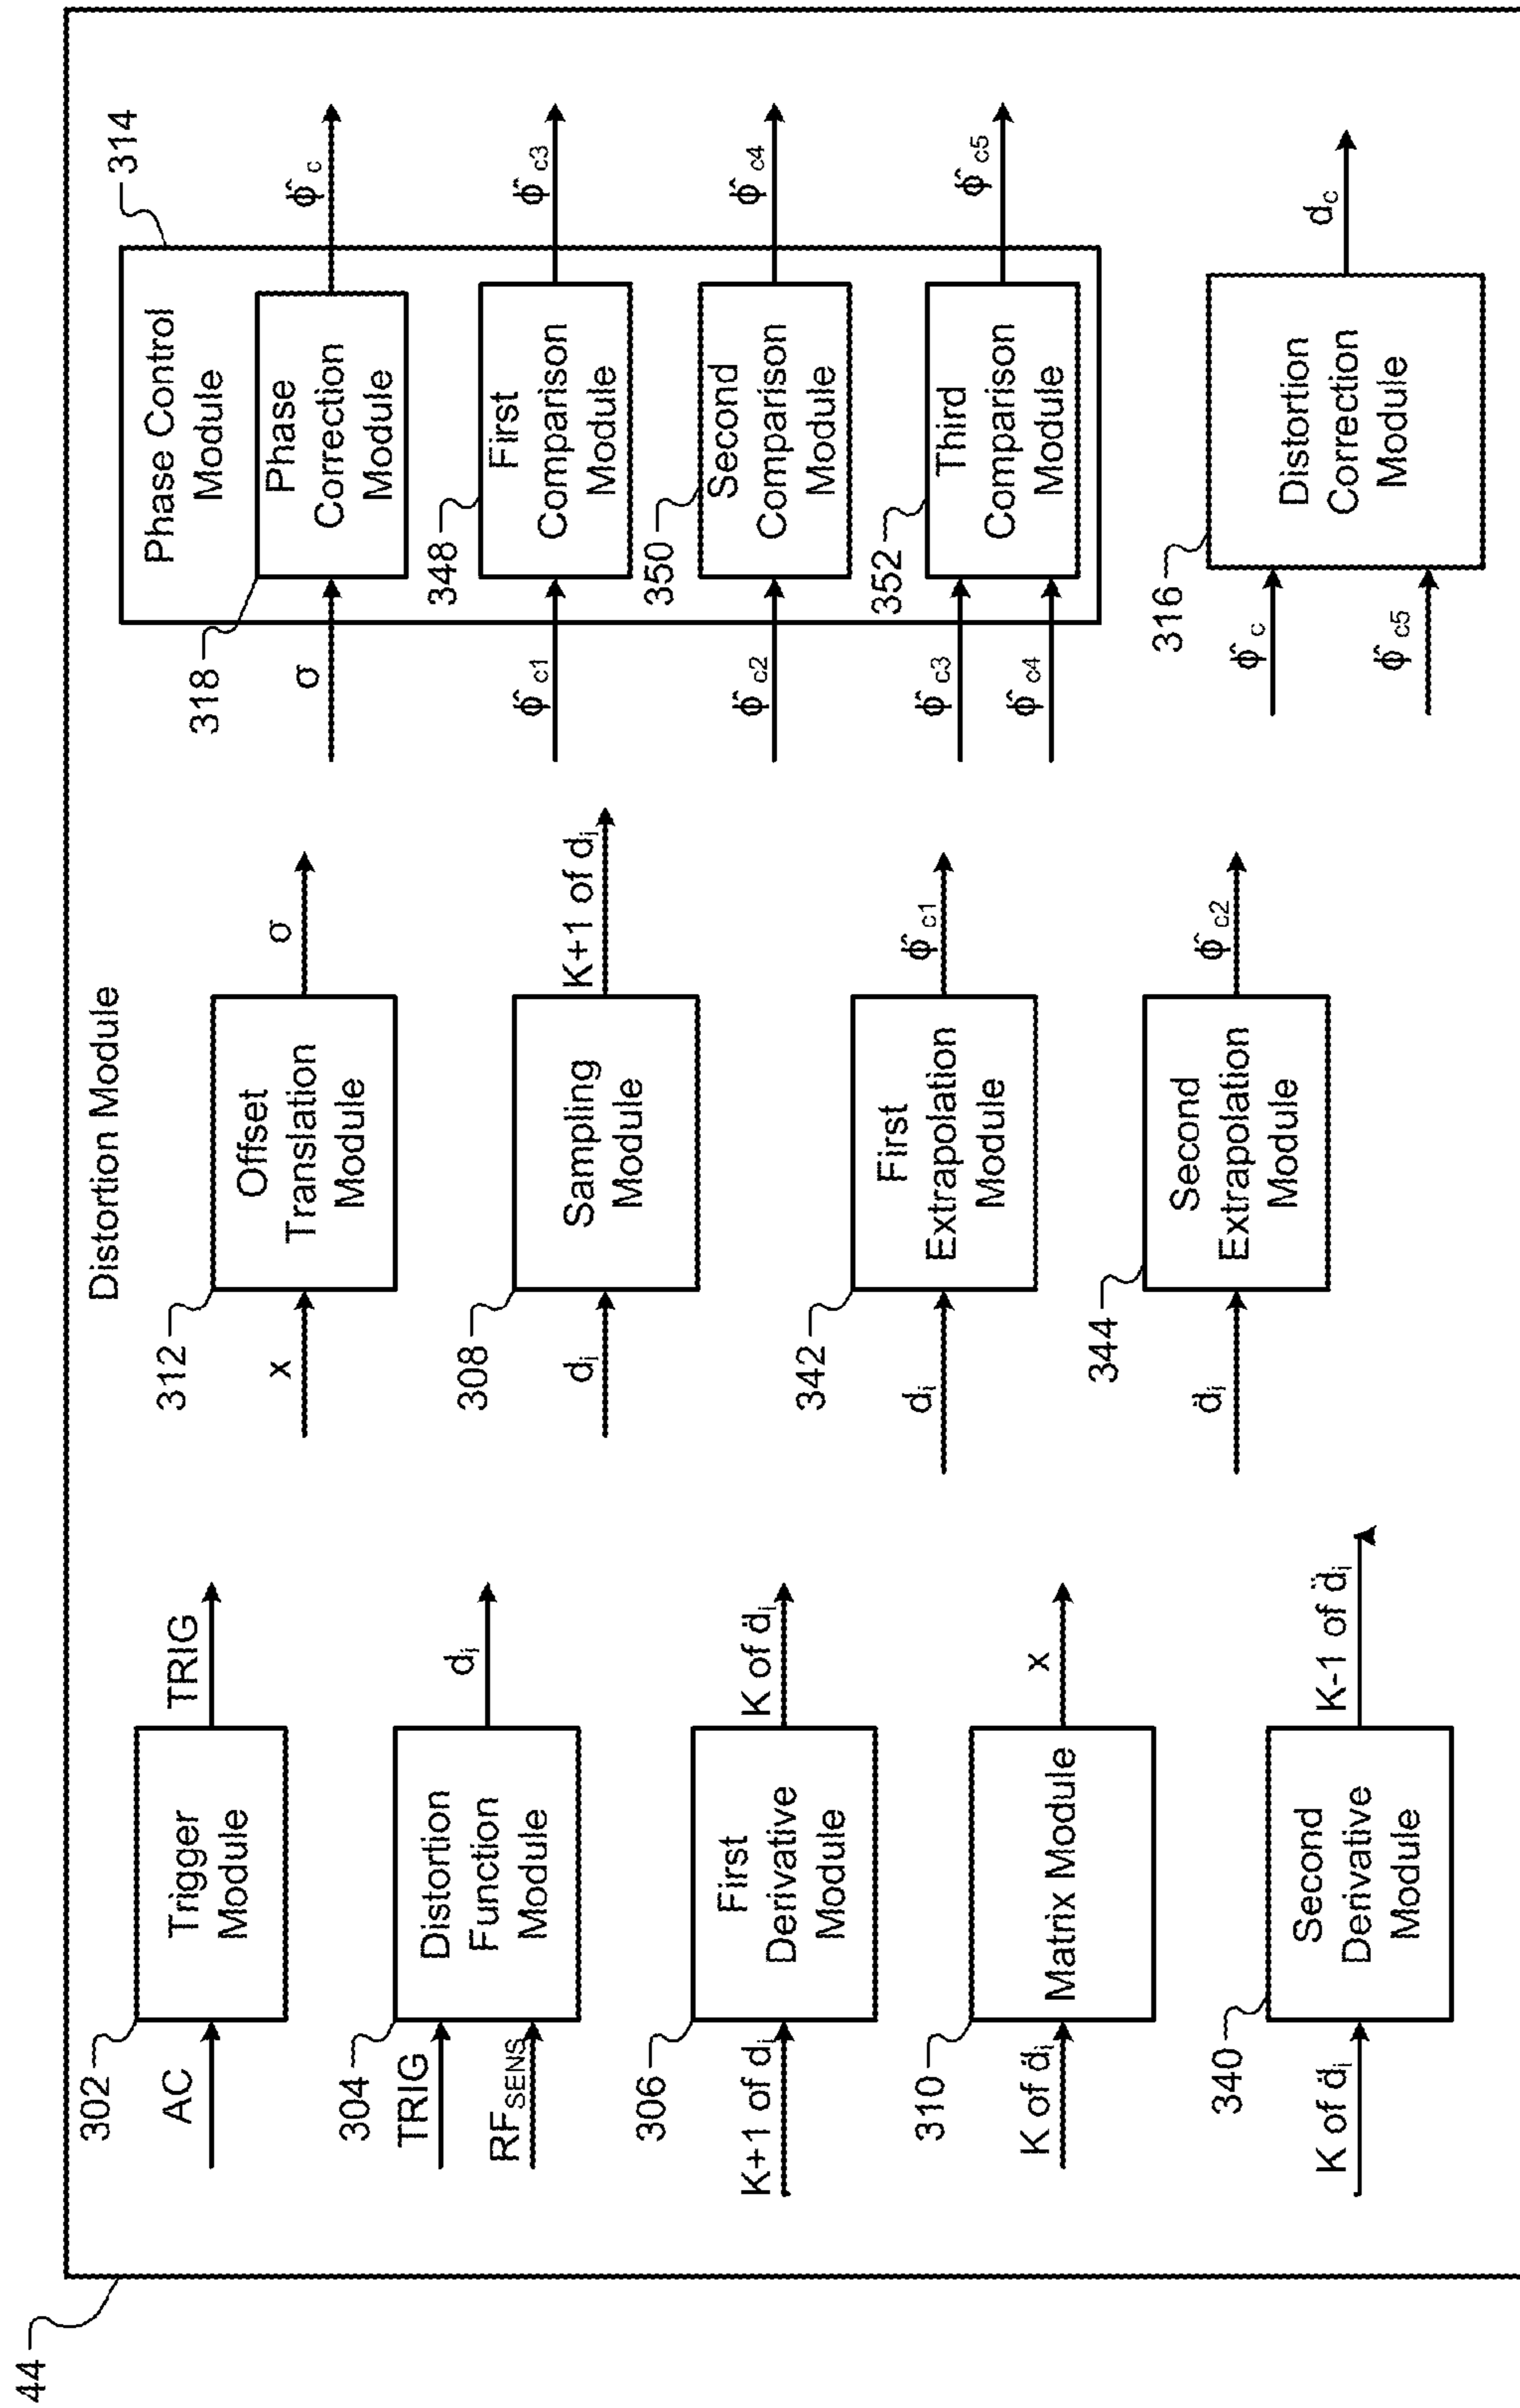 44
Distortion Module
302
AC
Trigger
Module
TRIG
304
TRIG
RF_SENS
Distortion
Function
Module
d_i
306
K+1 of d_i
First
Derivative
Module
K of ḋ_i
310
K of ḋ_i
Matrix Module
x
340
K of ḋ_i
Second
Derivative
Module
K-1 of d̈_i
312
x
Offset
Translation
Module
σ
308
d_i
Sampling
Module
K+1 of d_i
342
ḋ_i
First
Extrapolation
Module
ϕ̂_c1
344
d̈_i
Second
Extrapolation
Module
ϕ̂_c2
314
Phase Control
Module
318
σ
Phase
Correction
Module
ϕ̂_c
348
ϕ̂_c1
First
Comparison
Module
ϕ̂_c3
350
ϕ̂_c2
Second
Comparison
Module
ϕ̂_c4
352
ϕ̂_c3
ϕ̂_c4
Third
Comparison
Module
ϕ̂_c5
316
ϕ̂_c
ϕ̂_c5
Distortion
Correction
Module
d_c